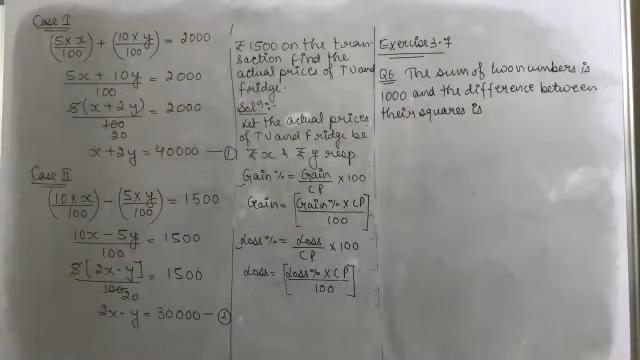 Case I
(5 × x / 100) + (10 × y / 100) = 2000
5x + 10y / 100 = 2000
5(x + 2y) / 100 = 2000
20
x + 2y = 40000 — ①
Case II
(10 × x / 100) - (5 × y / 100) = 1500
10x - 5y / 100 = 1500
5[2x - y] / 100 = 1500
20
2x - y = 30000 — ②
₹ 1500 on the tran-
saction find the
actual prices of TV and
fridge.
Soln:-
Let the actual prices
of TV and Fridge be
₹ x & ₹ y resp.
Gain % = Gain / CP × 100
Gain = [Gain % × CP / 100]
Loss % = Loss / CP × 100
Loss = [Loss % × CP / 100]
Exercise 3.7
Q6 The sum of two numbers is
1000 and the difference between
their squares is